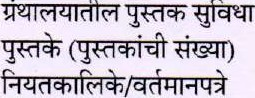 ग्रंथालयातील पुस्तक सुविधा
पुस्तके (पुस्तकांची संख्या)
नियतकालिके/वर्तमानपत्रे